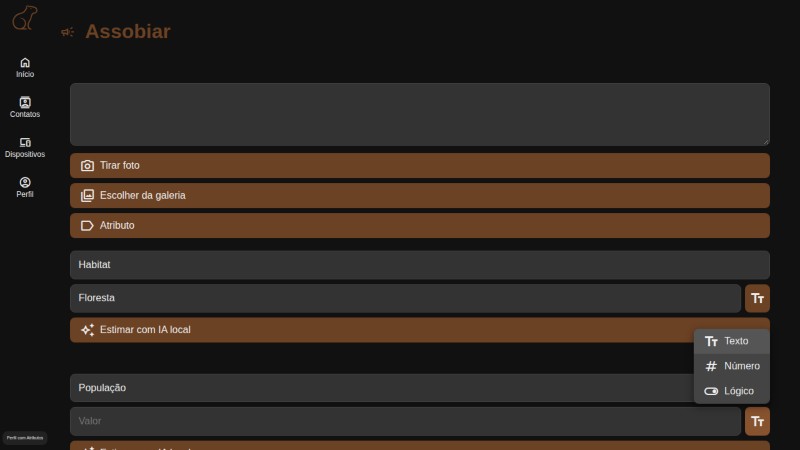 Assobiar
Início
Contatos
Dispositivos
Perfil
Tirar foto
Escolher da galeria
Atributo
Habitat
Floresta
Estimar com IA local
Texto
Número
Lógico
População
Valor
Perfil com Atributos